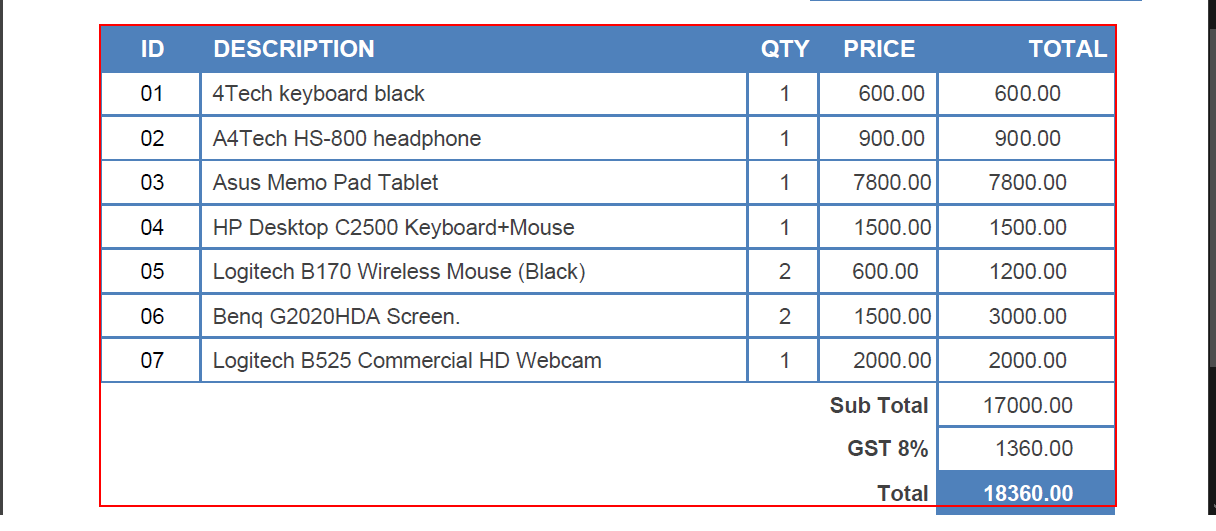 ID DESCRIPTION QTY PRICE TOTAL
01 4Tech keyboard black 1 600.00 600.00
02 A4Tech HS-800 headphone 1 900.00 900.00
03 Asus Memo Pad Tablet 1 7800.00 7800.00
04 HP Desktop C2500 Keyboard+Mouse 1 1500.00 1500.00
05 Logitech B170 Wireless Mouse (Black) 2 600.00 1200.00
06 Benq G2020HDA Screen. 2 1500.00 3000.00
07 Logitech B525 Commercial HD Webcam 1 2000.00 2000.00
Sub Total 17000.00
GST 8% 1360.00
Total 18360.00